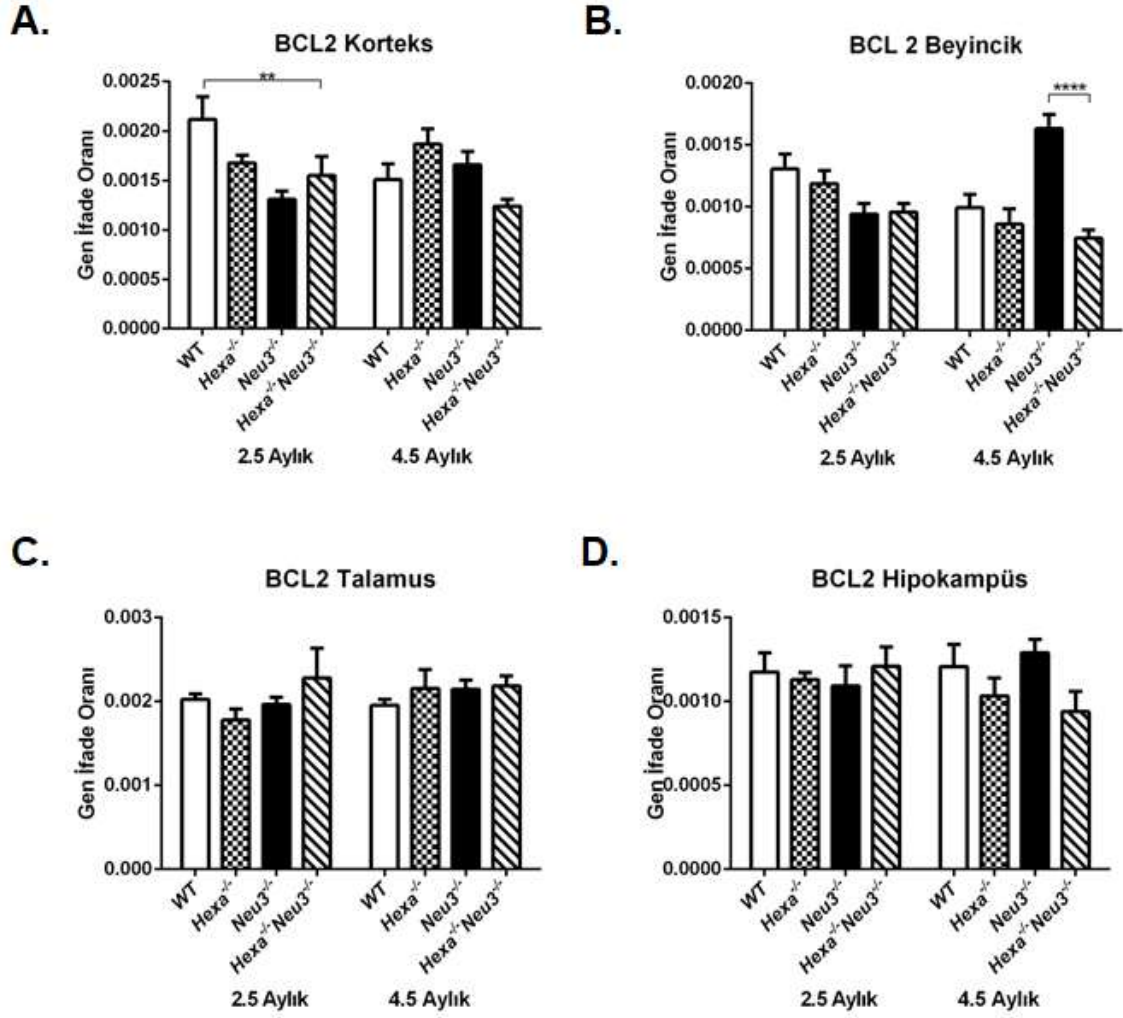 A.
BCL2 Korteks
Gen İfade Oranı
0.0025
0.0020
0.0015
0.0010
0.0005
0.0000
**
WT
Hexa-/-
Neu3-/-
Hexa-/-Neu3-/-
WT
Hexa-/-
Neu3-/-
Hexa-/-Neu3-/-
2.5 Aylık
4.5 Aylık
B.
BCL 2 Beyincik
Gen İfade Oranı
0.0020
0.0015
0.0010
0.0005
0.0000
****
WT
Hexa-/-
Neu3-/-
Hexa-/-Neu3-/-
WT
Hexa-/-
Neu3-/-
Hexa-/-Neu3-/-
2.5 Aylık
4.5 Aylık
C.
BCL2 Talamus
Gen İfade Oranı
0.003
0.002
0.001
0.000
WT
Hexa-/-
Neu3-/-
Hexa-/-Neu3-/-
WT
Hexa-/-
Neu3-/-
Hexa-/-Neu3-/-
2.5 Aylık
4.5 Aylık
D.
BCL2 Hipokampüs
Gen İfade Oranı
0.0015
0.0010
0.0005
0.0000
WT
Hexa-/-
Neu3-/-
Hexa-/-Neu3-/-
WT
Hexa-/-
Neu3-/-
Hexa-/-Neu3-/-
2.5 Aylık
4.5 Aylık